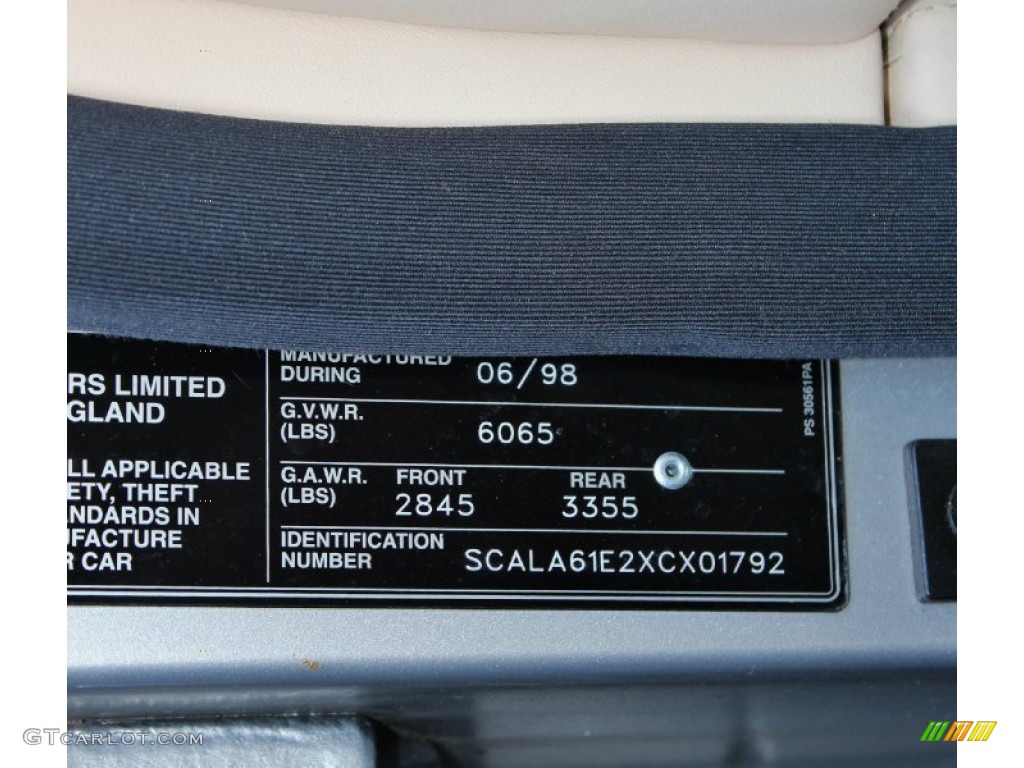 RS LIMITED
GLAND
LL APPLICABLE
ETY, THEFT
NDARDS IN
UFACTURE
R CAR
MANUFACTURED
DURING 06/98
G.V.W.R.
(LBS) 6065
G.A.W.R. FRONT REAR
(LBS) 2845 3355
IDENTIFICATION
NUMBER SCALA61E2XCX01792
PS 30561PA
GTCARLOT.COM